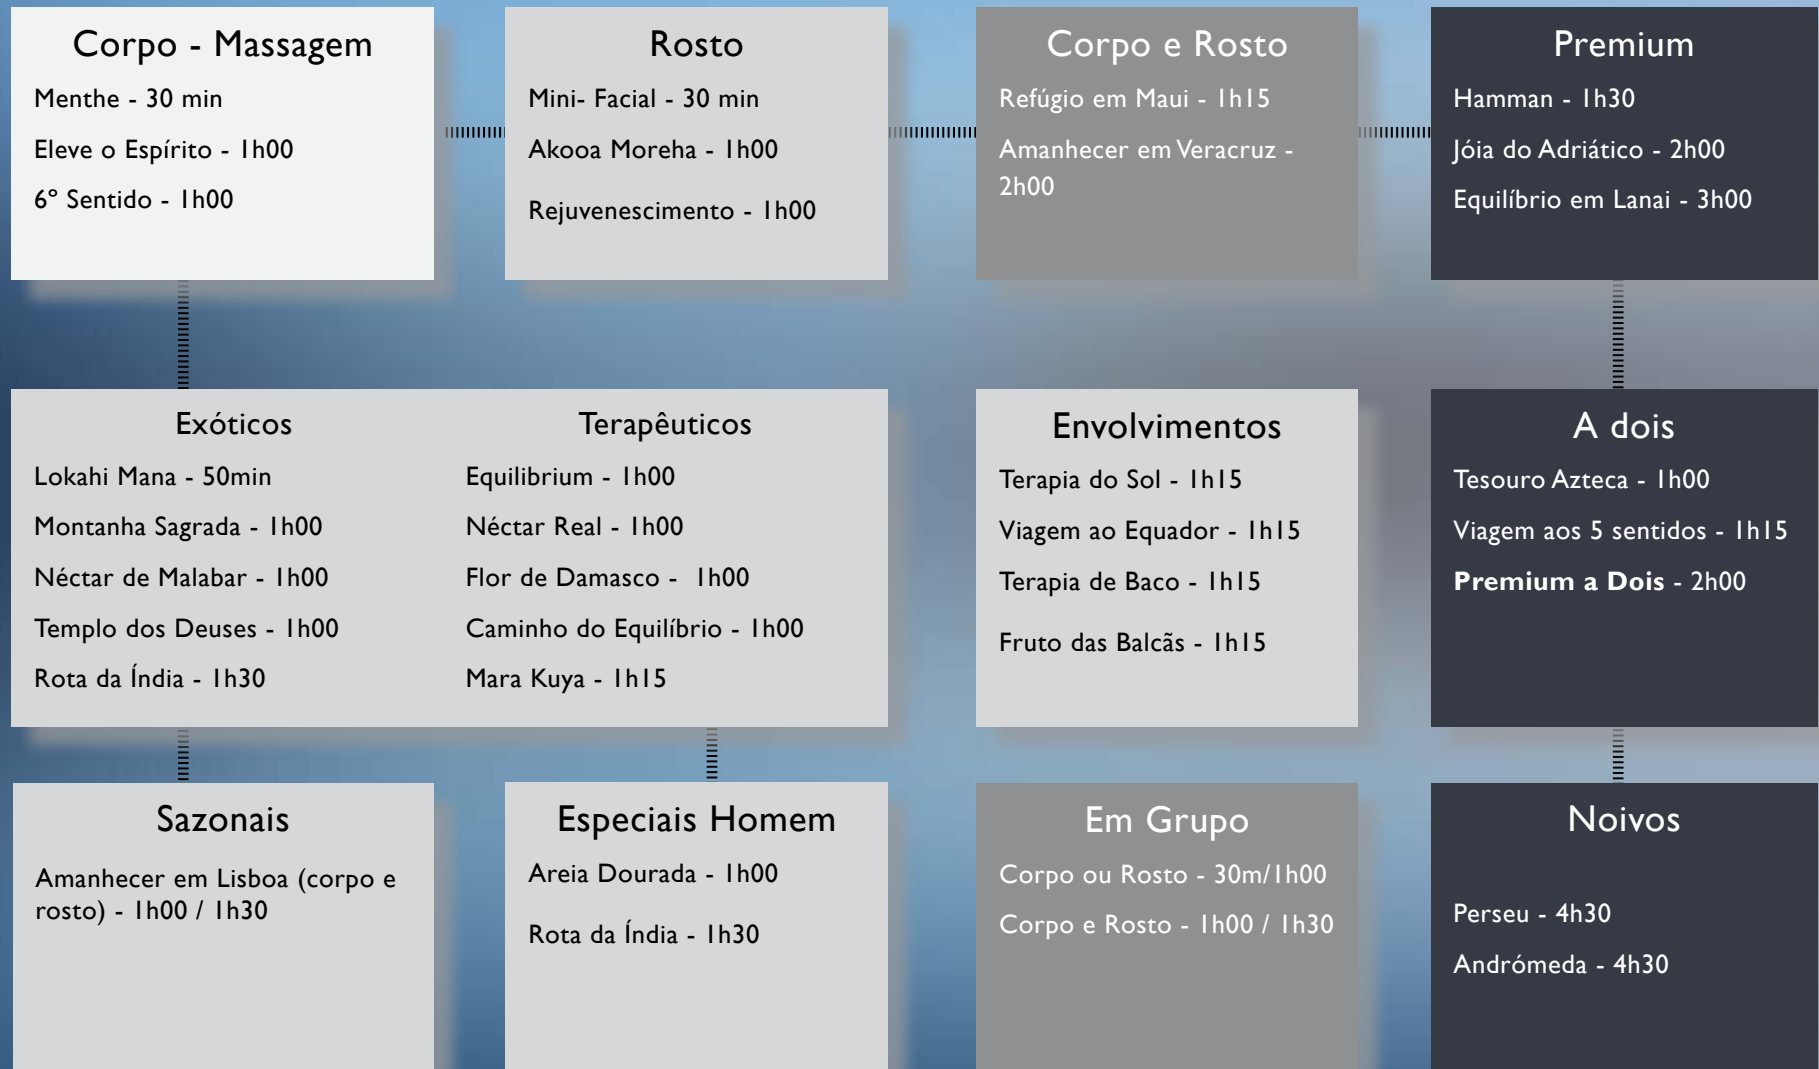 Corpo - Massagem
Menthe - 30 min
Eleve o Espírito - 1h00
6º Sentido - 1h00
Rosto
Mini- Facial - 30 min
Akooa Moreha - 1h00
Rejuvenescimento - 1h00
Corpo e Rosto
Refúgio em Maui - 1h15
Amanhecer em Veracruz -
2h00
Premium
Hamman - 1h30
Jóia do Adriático - 2h00
Equilíbrio em Lanai - 3h00
Exóticos
Lokahi Mana - 50min
Montanha Sagrada - 1h00
Néctar de Malabar - 1h00
Templo dos Deuses - 1h00
Rota da Índia - 1h30
Terapêuticos
Equilibrium - 1h00
Néctar Real - 1h00
Flor de Damasco - 1h00
Caminho do Equilíbrio - 1h00
Mara Kuya - 1h15
Envolvimentos
Terapia do Sol - 1h15
Viagem ao Equador - 1h15
Terapia de Baco - 1h15
Fruto das Balcãs - 1h15
A dois
Tesouro Azteca - 1h00
Viagem aos 5 sentidos - 1h15
Premium a Dois - 2h00
Sazonais
Amanhecer em Lisboa (corpo e
rosto) - 1h00 / 1h30
Especiais Homem
Areia Dourada - 1h00
Rota da Índia - 1h30
Em Grupo
Corpo ou Rosto - 30m/1h00
Corpo e Rosto - 1h00 / 1h30
Noivos
Perseu - 4h30
Andrómeda - 4h30